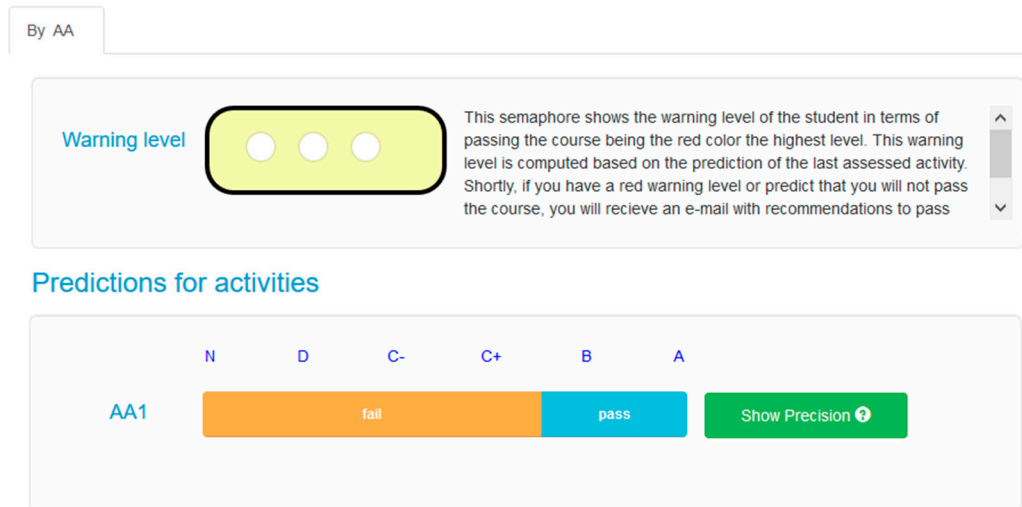 By AA
Warning level
This semaphore shows the warning level of the student in terms of
passing the course being the red color the highest level. This warning
level is computed based on the prediction of the last assessed activity.
Shortly, if you have a red warning level or predict that you will not pass
the course, you will recieve an e-mail with recommendations to pass
Predictions for activities
N D C- C+ B A
AA1 fail pass Show Precision ?